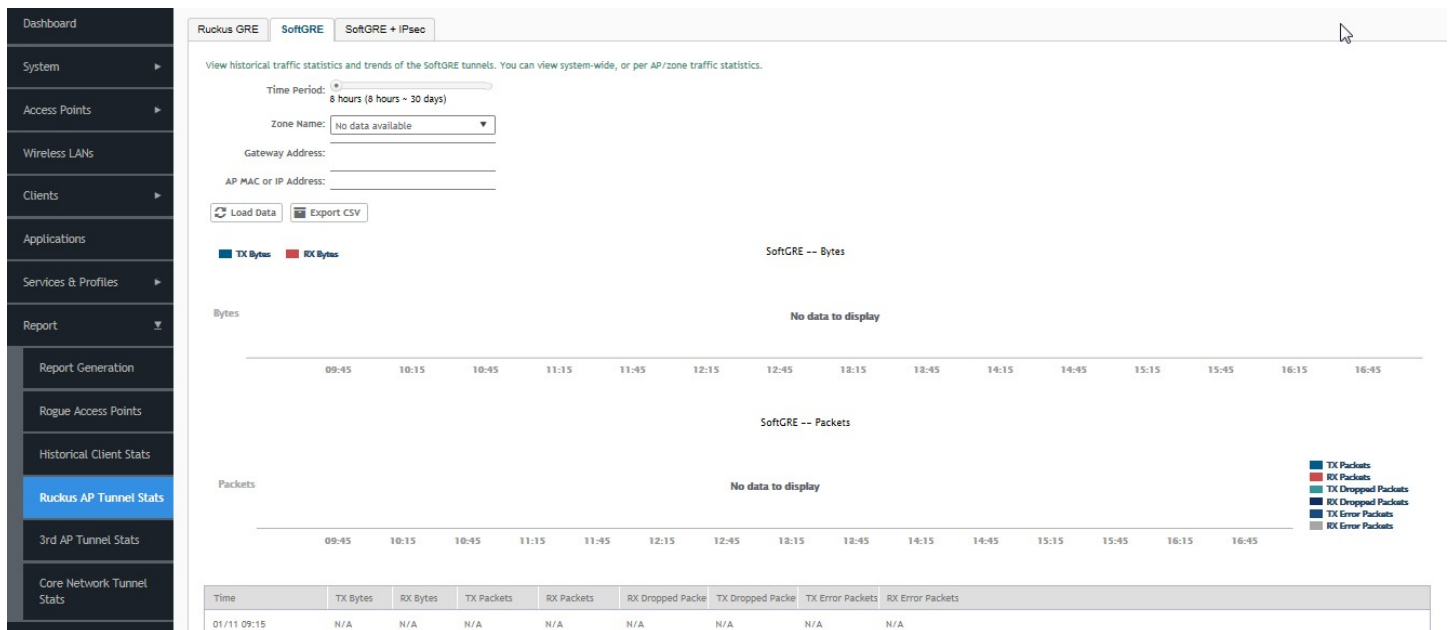 Dashboard
System
Access Points
Wireless LANs
Clients
Applications
Services & Profiles
Report
Report Generation
Rogue Access Points
Historical Client Stats
Ruckus AP Tunnel Stats
3rd AP Tunnel Stats
Core Network Tunnel
Stats
Ruckus GRE SoftGRE SoftGRE + IPsec
View historical traffic statistics and trends of the SoftGRE tunnels. You can view system-wide, or per AP/zone traffic statistics.
Time Period:
8 hours (8 hours ~ 30 days)
Zone Name: No data available
Gateway Address:
AP MAC or IP Address:
Load Data Export CSV
TX Bytes RX Bytes
SoftGRE -- Bytes
Bytes
No data to display
09:45 10:15 10:45 11:15 11:45 12:15 12:45 13:15 13:45 14:15 14:45 15:15 15:45 16:15 16:45
SoftGRE -- Packets
Packets
No data to display
TX Packets
RX Packets
TX Dropped Packets
RX Dropped Packets
TX Error Packets
RX Error Packets
09:45 10:15 10:45 11:15 11:45 12:15 12:45 13:15 13:45 14:15 14:45 15:15 15:45 16:15 16:45
Time TX Bytes RX Bytes TX Packets RX Packets RX Dropped Packe TX Dropped Packe TX Error Packets RX Error Packets
01/11 09:15 N/A N/A N/A N/A N/A N/A N/A N/A